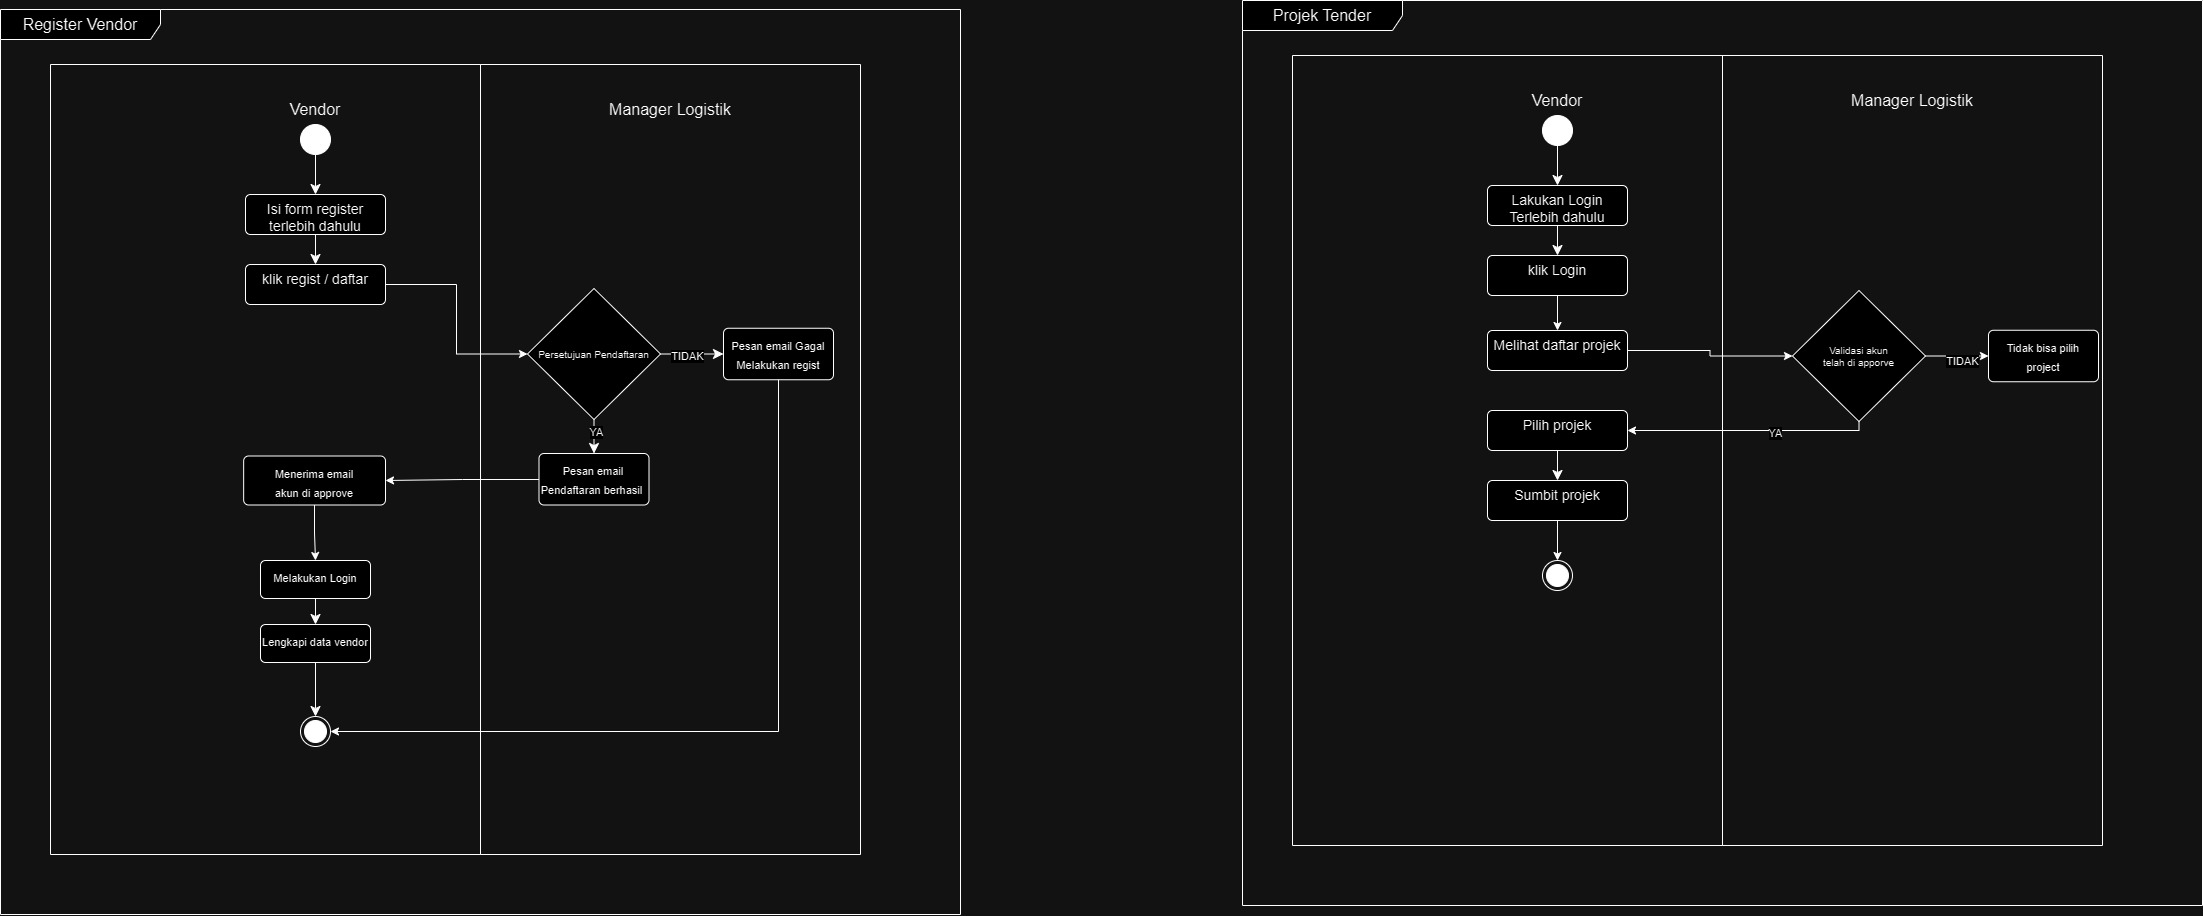 Register Vendor
Vendor
Manager Logistik
Isi form register
terlebih dahulu
klik regist / daftar
Persetujuan Pendaftaran
TIDAK
Pesan email Gagal
Melakukan regist
YA
Pesan email
Pendaftaran berhasil
Menerima email
akun di approve
Melakukan Login
Lengkapi data vendor
Projek Tender
Vendor
Manager Logistik
Lakukan Login
Terlebih dahulu
klik Login
Melihat daftar projek
Validasi akun
telah di apporve
TIDAK
Tidak bisa pilih
project
YA
Pilih projek
Sumbit projek